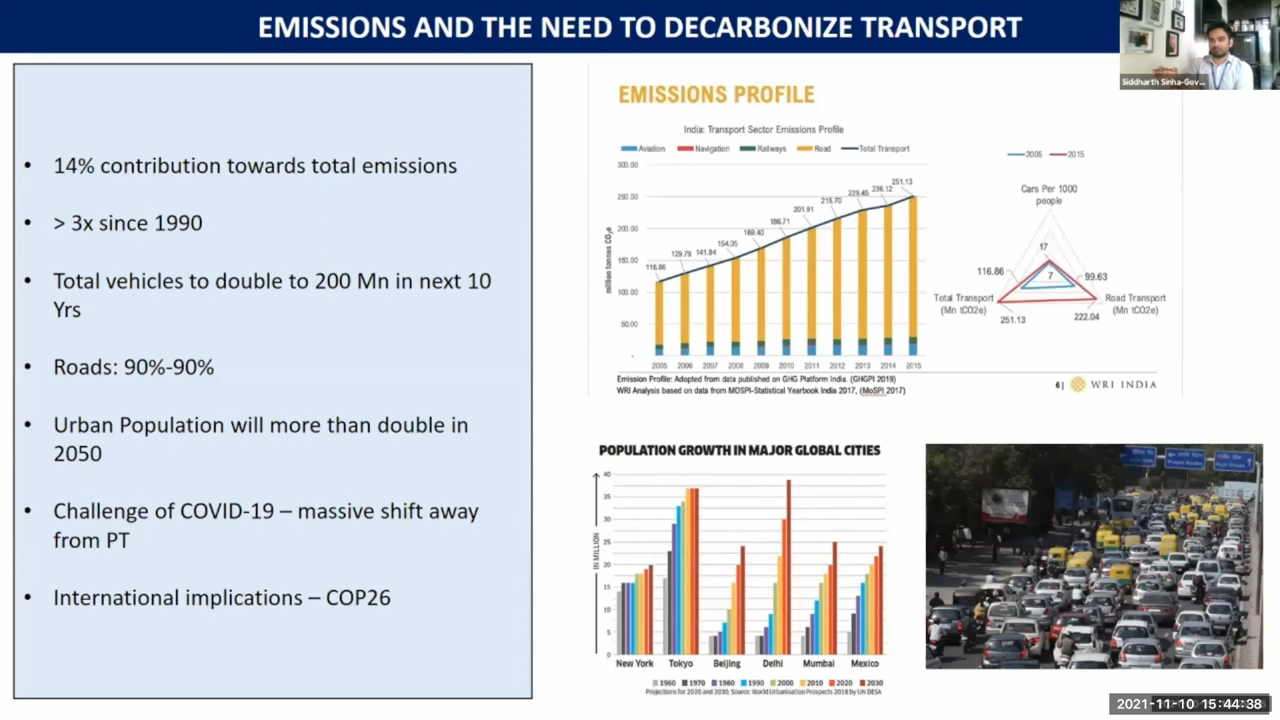 EMISSIONS AND THE NEED TO DECARBONIZE TRANSPORT
Siddharth Sinha-Gov...
• 14% contribution towards total emissions
• > 3x since 1990
• Total vehicles to double to 200 Mn in next 10
Yrs
• Roads: 90%-90%
• Urban Population will more than double in
2050
• Challenge of COVID-19 – massive shift away
from PT
• International implications – COP26
EMISSIONS PROFILE
India: Transport Sector Emissions Profile
Aviation Navigation Railways Road Total Transport
million tonnes CO2e
300.00
250.00
200.00
150.00
100.00
50.00
-
116.86 129.79 141.94 154.05 169.40 186.71 201.91 215.70 229.45 236.12 251.13
2005 2006 2007 2008 2009 2010 2011 2012 2013 2014 2015
2005 2015
Cars Per 1000
people
17
7
116.86
99.63
Total Transport
(Mn tCO2e)
Road Transport
(Mn tCO2e)
251.13
222.04
Emission Profile: Adopted from data published on GHG Platform India. (GHGPI 2019)
WRI Analysis based on data from MOSPI-Statistical Yearbook India 2017, (MoSPI 2017)
6| WRI INDIA
POPULATION GROWTH IN MAJOR GLOBAL CITIES
IN MILLION
40
35
30
25
20
15
10
5
0
New York Tokyo Beijing Delhi Mumbai Mexico
1960 1970 1980 1990 2000 2010 2020 2030
Projections for 2020 and 2030; Source: World Urbanisation Prospects 2018 by UN DESA
2021-11-10 15:44:38